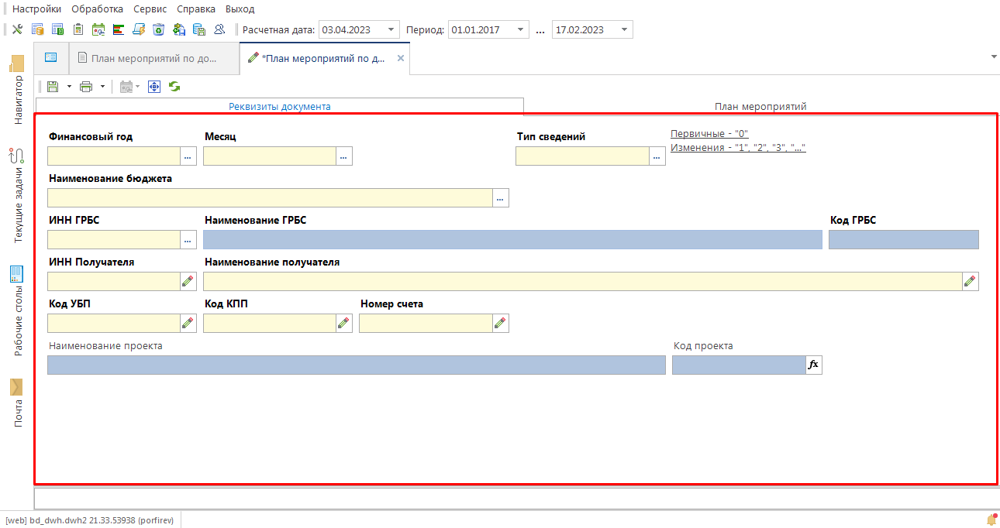 Настройки Обработка Сервис Справка Выход
Расчетная дата: 03.04.2023 Период: 01.01.2017 ... 17.02.2023
План мероприятий по до... *План мероприятий по д...
Навигатор
Текущие задачи
Рабочие столы
Почта
Реквизиты документа План мероприятий
Финансовый год Месяц Тип сведений Первичные - "0"
... ... ... Изменения - "1", "2", "3", "..."
Наименование бюджета
...
ИНН ГРБС Наименование ГРБС Код ГРБС
...
ИНН Получателя Наименование получателя
Код УБП Код КПП Номер счета
Наименование проекта Код проекта
fx
[web] bd_dwh.dwh2 21.33.53938 (porfirev)